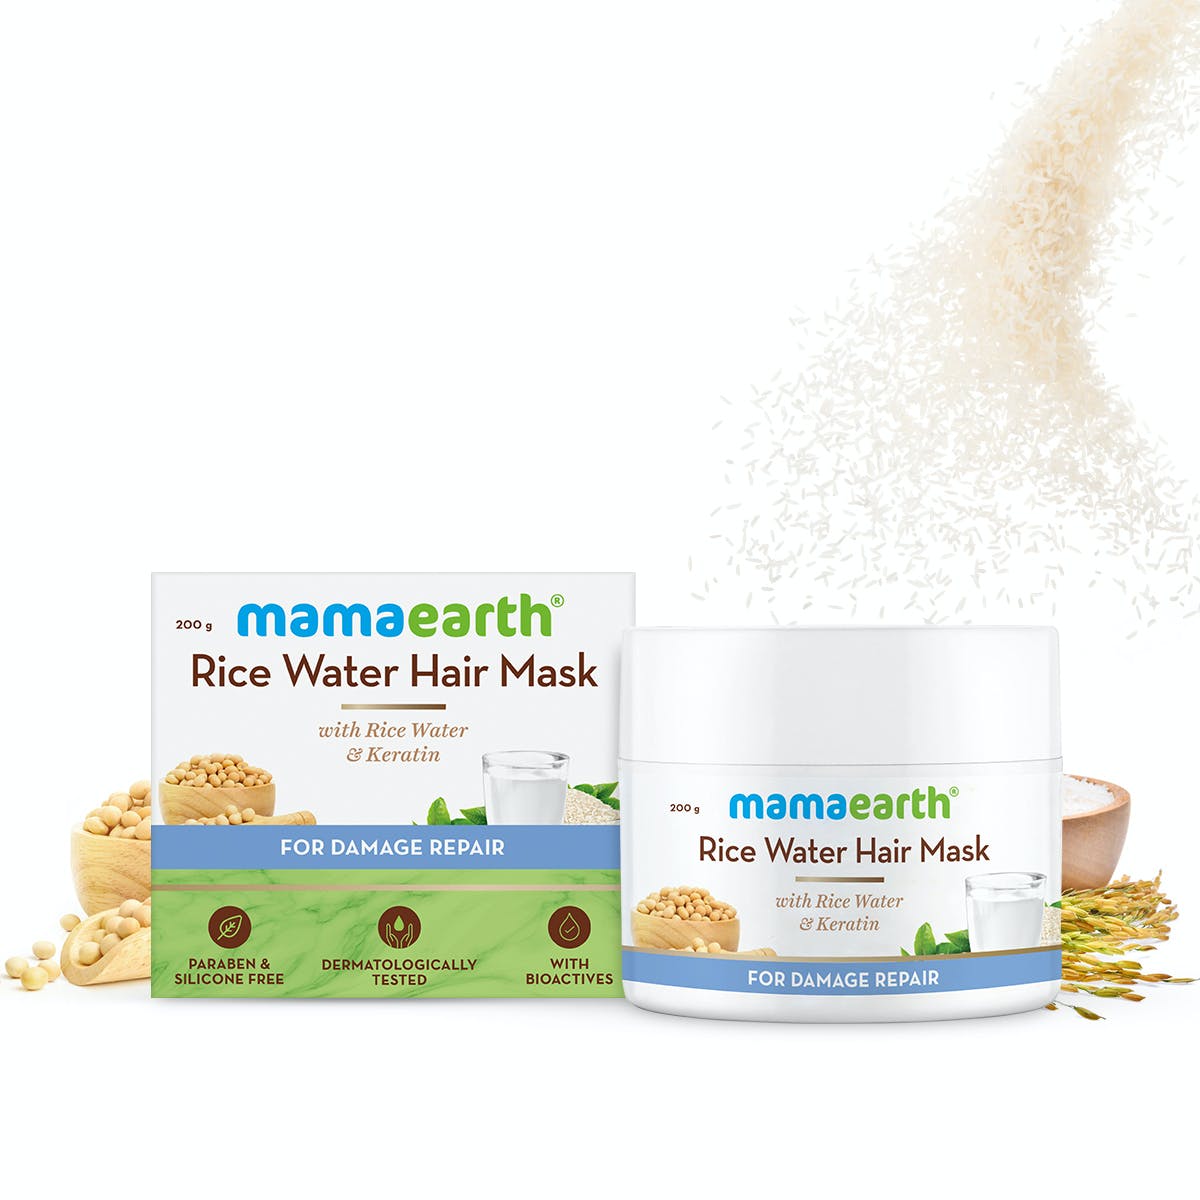 200 g mamaearth®
Rice Water Hair Mask
with Rice Water
& Keratin
FOR DAMAGE REPAIR
PARABEN &
SILICONE FREE
DERMATOLOGICALLY
TESTED
WITH
BIOACTIVES
200 g mamaearth®
Rice Water Hair Mask
with Rice Water
& Keratin
FOR DAMAGE REPAIR